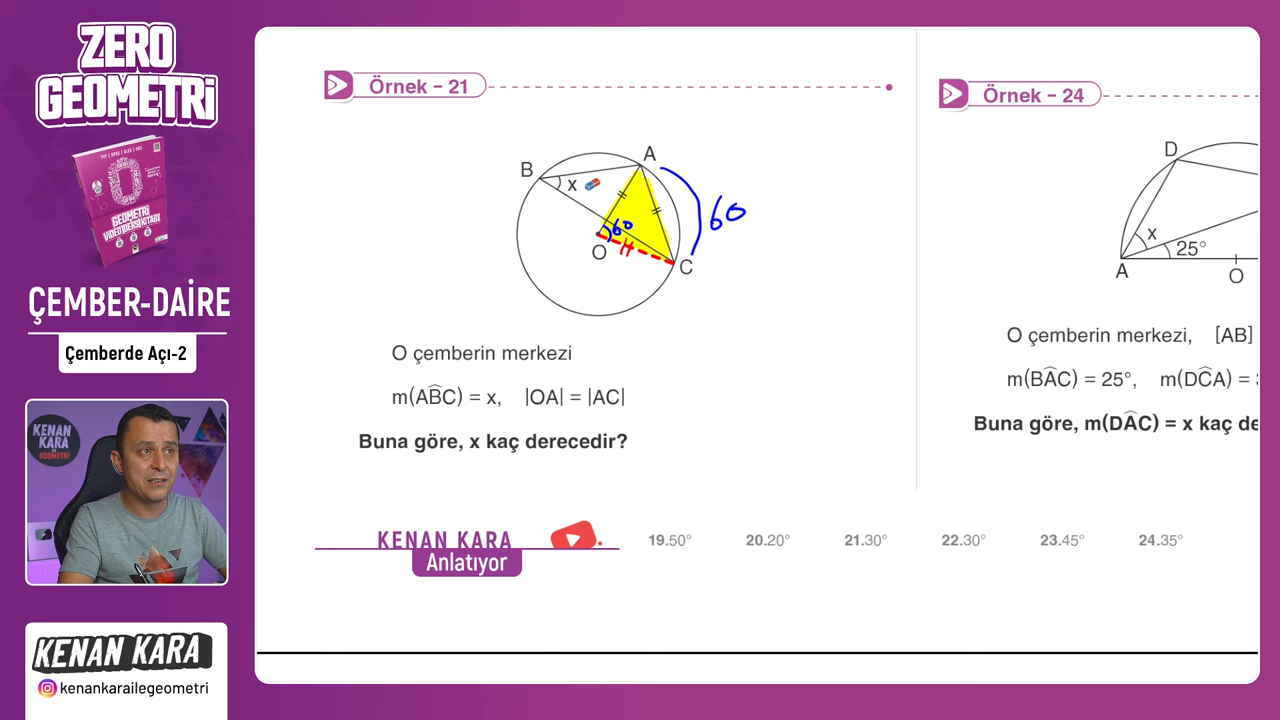 ZERO
GEOMETRİ
GEOMETRİ
VİDEO DERS KİTABI
ÇEMBER-DAİRE
Çemberde Açı-2
KENAN
KARA
GEOMETRİ
KENAN KARA
kenankarailegeometri
Örnek - 21
B
A
x
60
60
O
H
C
O çemberin merkezi
m(ABC) = x, |OA| = |AC|
Buna göre, x kaç derecedir?
Örnek - 24
D
x
25°
A
O
O çemberin merkezi, [AB]
m(BAC) = 25°, m(DCA) =
Buna göre, m(DAC) = x kaç de
KENAN KARA
Anlatıyor
19.50° 20.20° 21.30° 22.30° 23.45° 24.35°